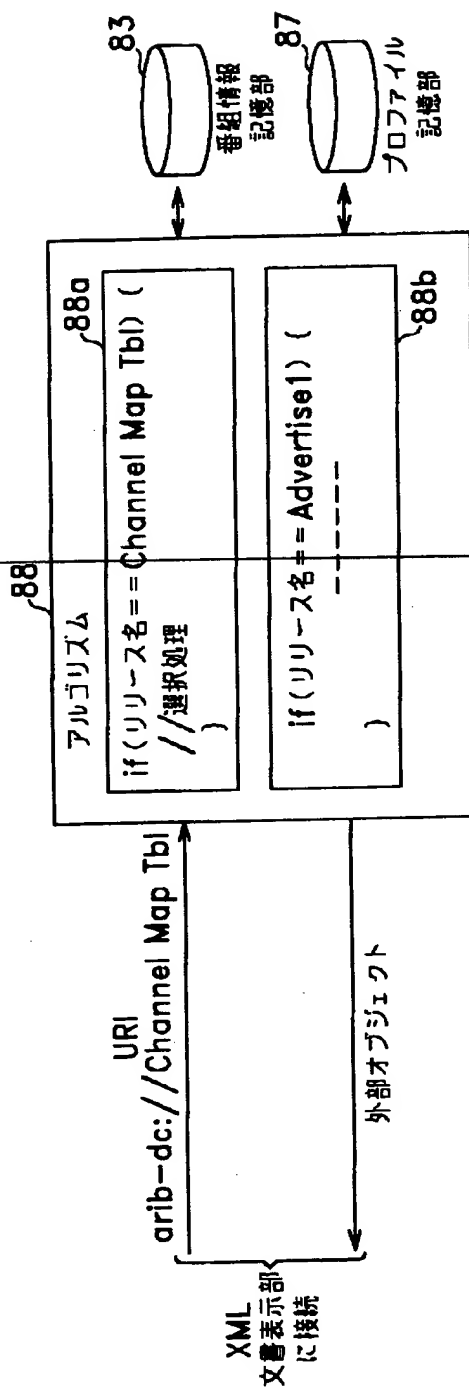 XML
文書表示部
に接続
URI
arib-dc://Channel Map Tbl
外部オブジェクト
88
アルゴリズム
88a
if(リリース名==Channel Map Tbl) {
//選択処理
}
if(リリース名==Advertise1) {
------
}
88b
83
番組情報
記憶部
87
プロファイル
記憶部